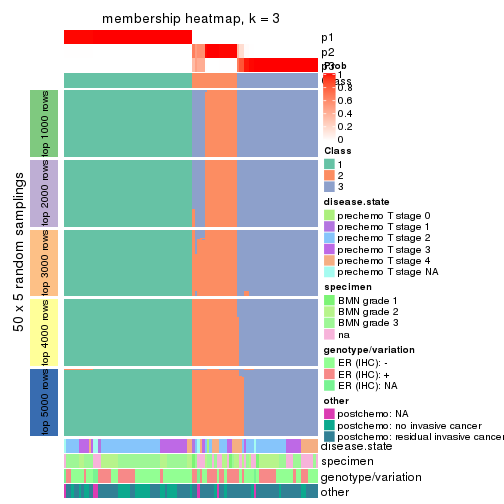 membership heatmap, k = 3
p1
p2
p3
Class
50 x 5 random samplings
top 1000 rows
top 2000 rows
top 3000 rows
top 4000 rows
top 5000 rows
disease.state
specimen
genotype/variation
other
Prob
1
0.8
0.6
0.4
0.2
0
Class
1
2
3
disease.state
prechemo T stage 0
prechemo T stage 1
prechemo T stage 2
prechemo T stage 3
prechemo T stage 4
prechemo T stage NA
specimen
BMN grade 1
BMN grade 2
BMN grade 3
na
genotype/variation
ER (IHC): -
ER (IHC): +
ER (IHC): NA
other
postchemo: NA
postchemo: no invasive cancer
postchemo: residual invasive cancer